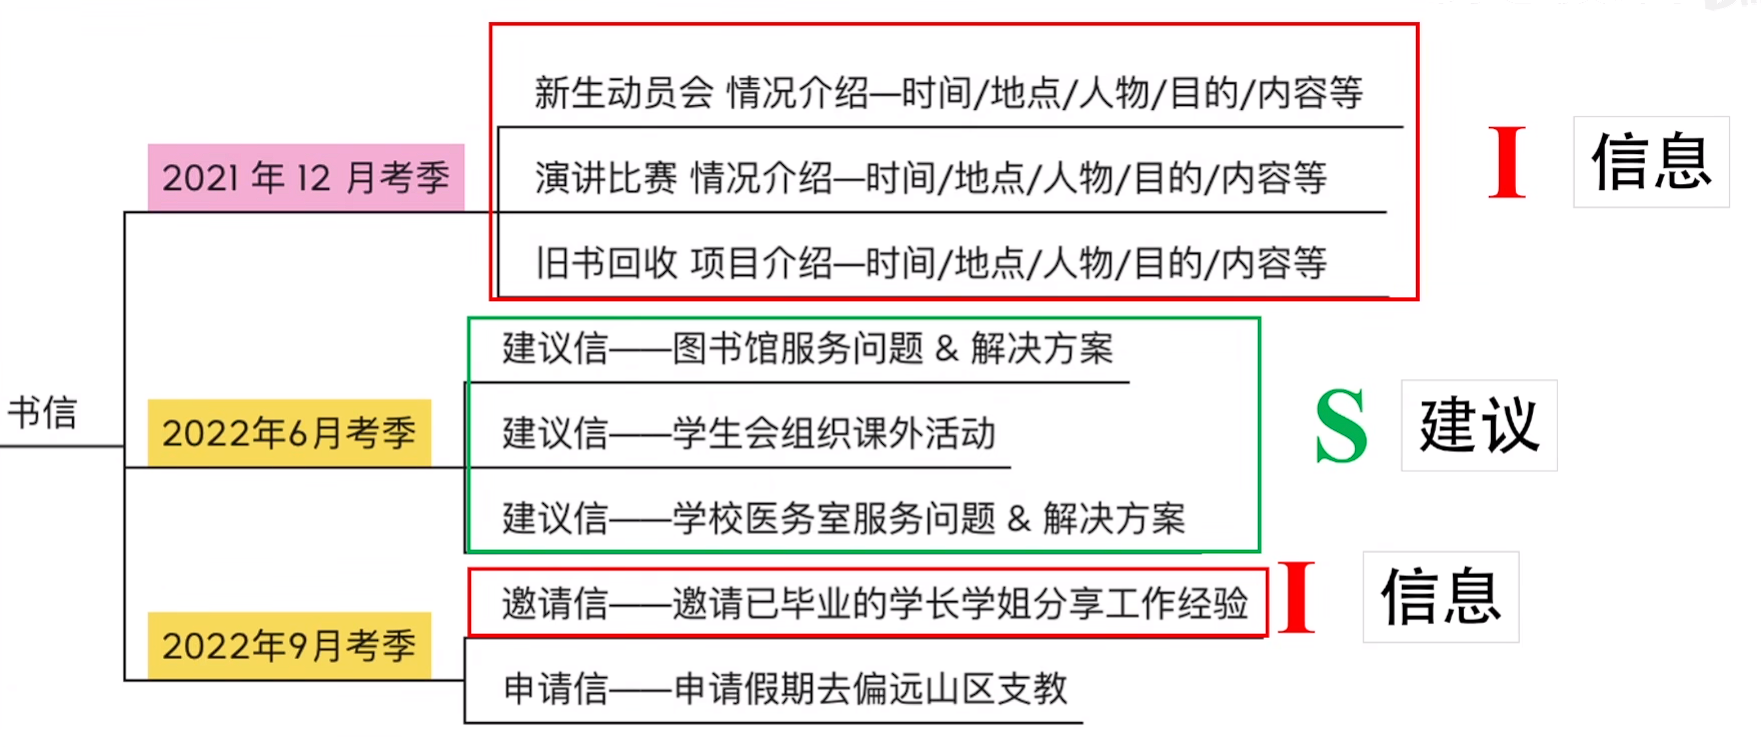 新生动员会 情况介绍—时间/地点/人物/目的/内容等
2021 年 12 月考季
演讲比赛 情况介绍—时间/地点/人物/目的/内容等
I 信息
旧书回收 项目介绍—时间/地点/人物/目的/内容等
建议信——图书馆服务问题 & 解决方案
书信
2022年6月考季
建议信——学生会组织课外活动
S 建议
建议信——学校医务室服务问题 & 解决方案
邀请信——邀请已毕业的学长学姐分享工作经验
I 信息
2022年9月考季
申请信——申请假期去偏远山区支教